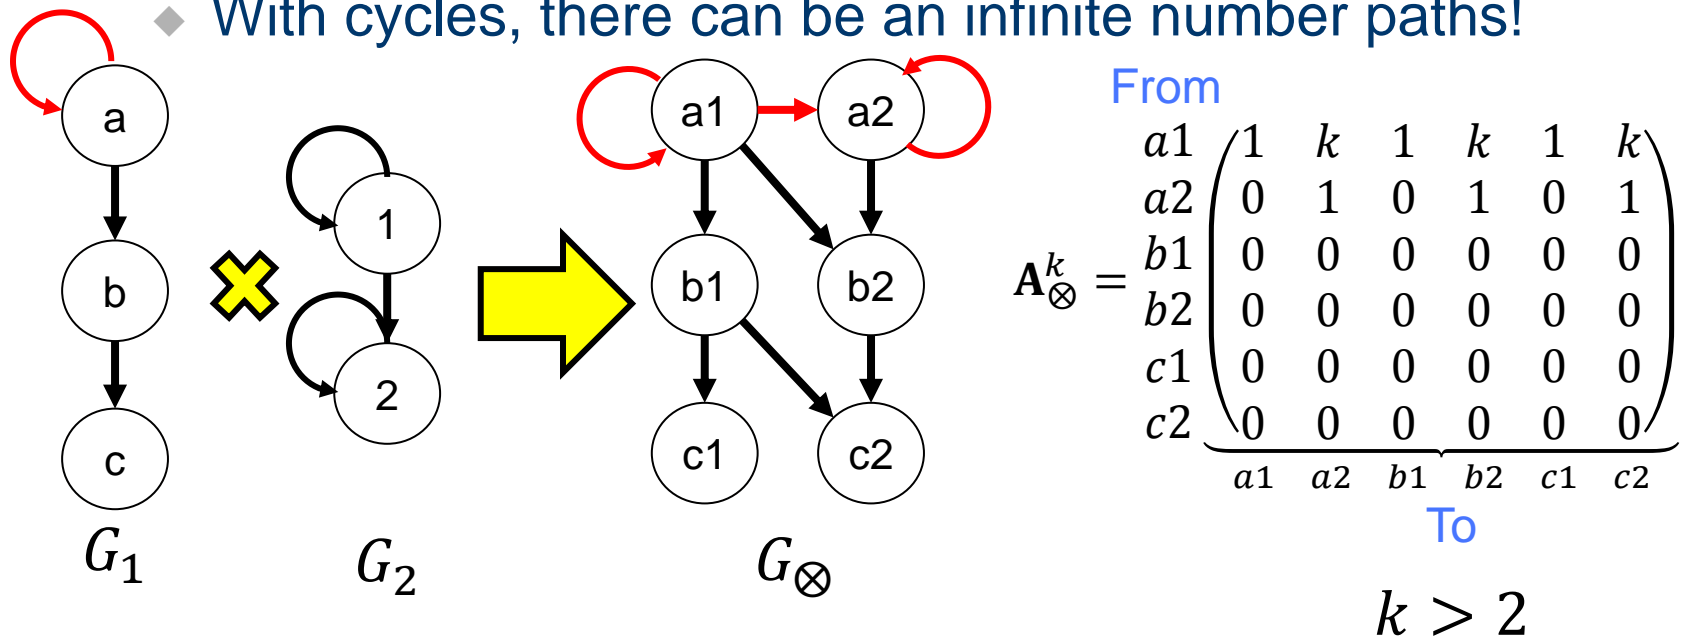 ◆ With cycles, there can be an infinite number paths!
a
b
c
G₁
1
2
G₂
a1 a2
b1 b2
c1 c2
G⊗
From
A⊗ᵏ =
a1 1 k 1 k 1 k
a2 0 1 0 1 0 1
b1 0 0 0 0 0 0
b2 0 0 0 0 0 0
c1 0 0 0 0 0 0
c2 0 0 0 0 0 0
a1 a2 b1 b2 c1 c2
To
k > 2